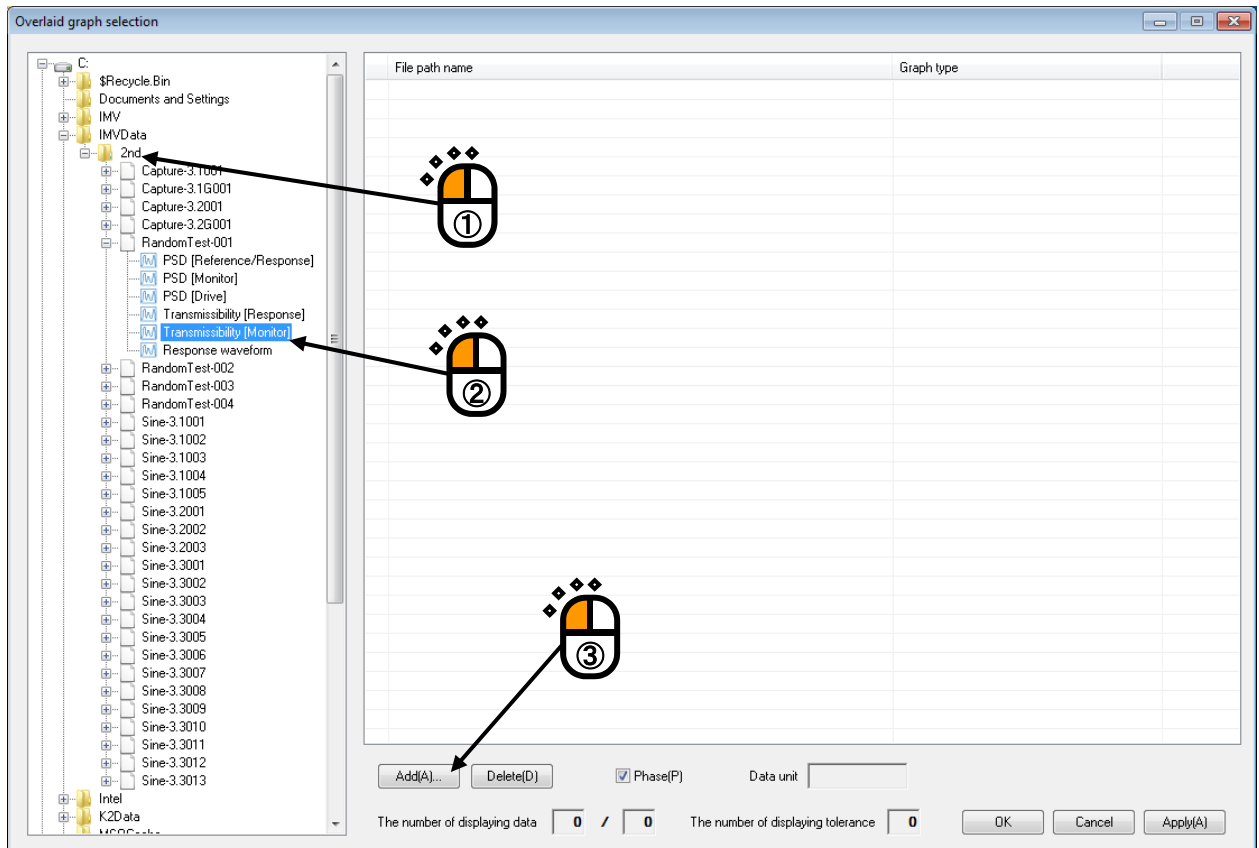 Overlaid graph selection
C:
$Recycle.Bin
Documents and Settings
IMV
IMVData
2nd
Capture-3.1001
Capture-3.1G001
Capture-3.2001
Capture-3.2G001
RandomTest-001
PSD [Reference/Response]
PSD [Monitor]
PSD [Drive]
Transmissibility [Response]
Transmissibility [Monitor]
Response waveform
RandomTest-002
RandomTest-003
RandomTest-004
Sine-3.1001
Sine-3.1002
Sine-3.1003
Sine-3.1004
Sine-3.1005
Sine-3.2001
Sine-3.2002
Sine-3.2003
Sine-3.3001
Sine-3.3002
Sine-3.3003
Sine-3.3004
Sine-3.3005
Sine-3.3006
Sine-3.3007
Sine-3.3008
Sine-3.3009
Sine-3.3010
Sine-3.3011
Sine-3.3012
Sine-3.3013
Intel
K2Data
File path name Graph type
①
②
③
Add(A)... Delete(D) Phase(P) Data unit
The number of displaying data 0 / 0 The number of displaying tolerance 0 OK Cancel Apply(A)